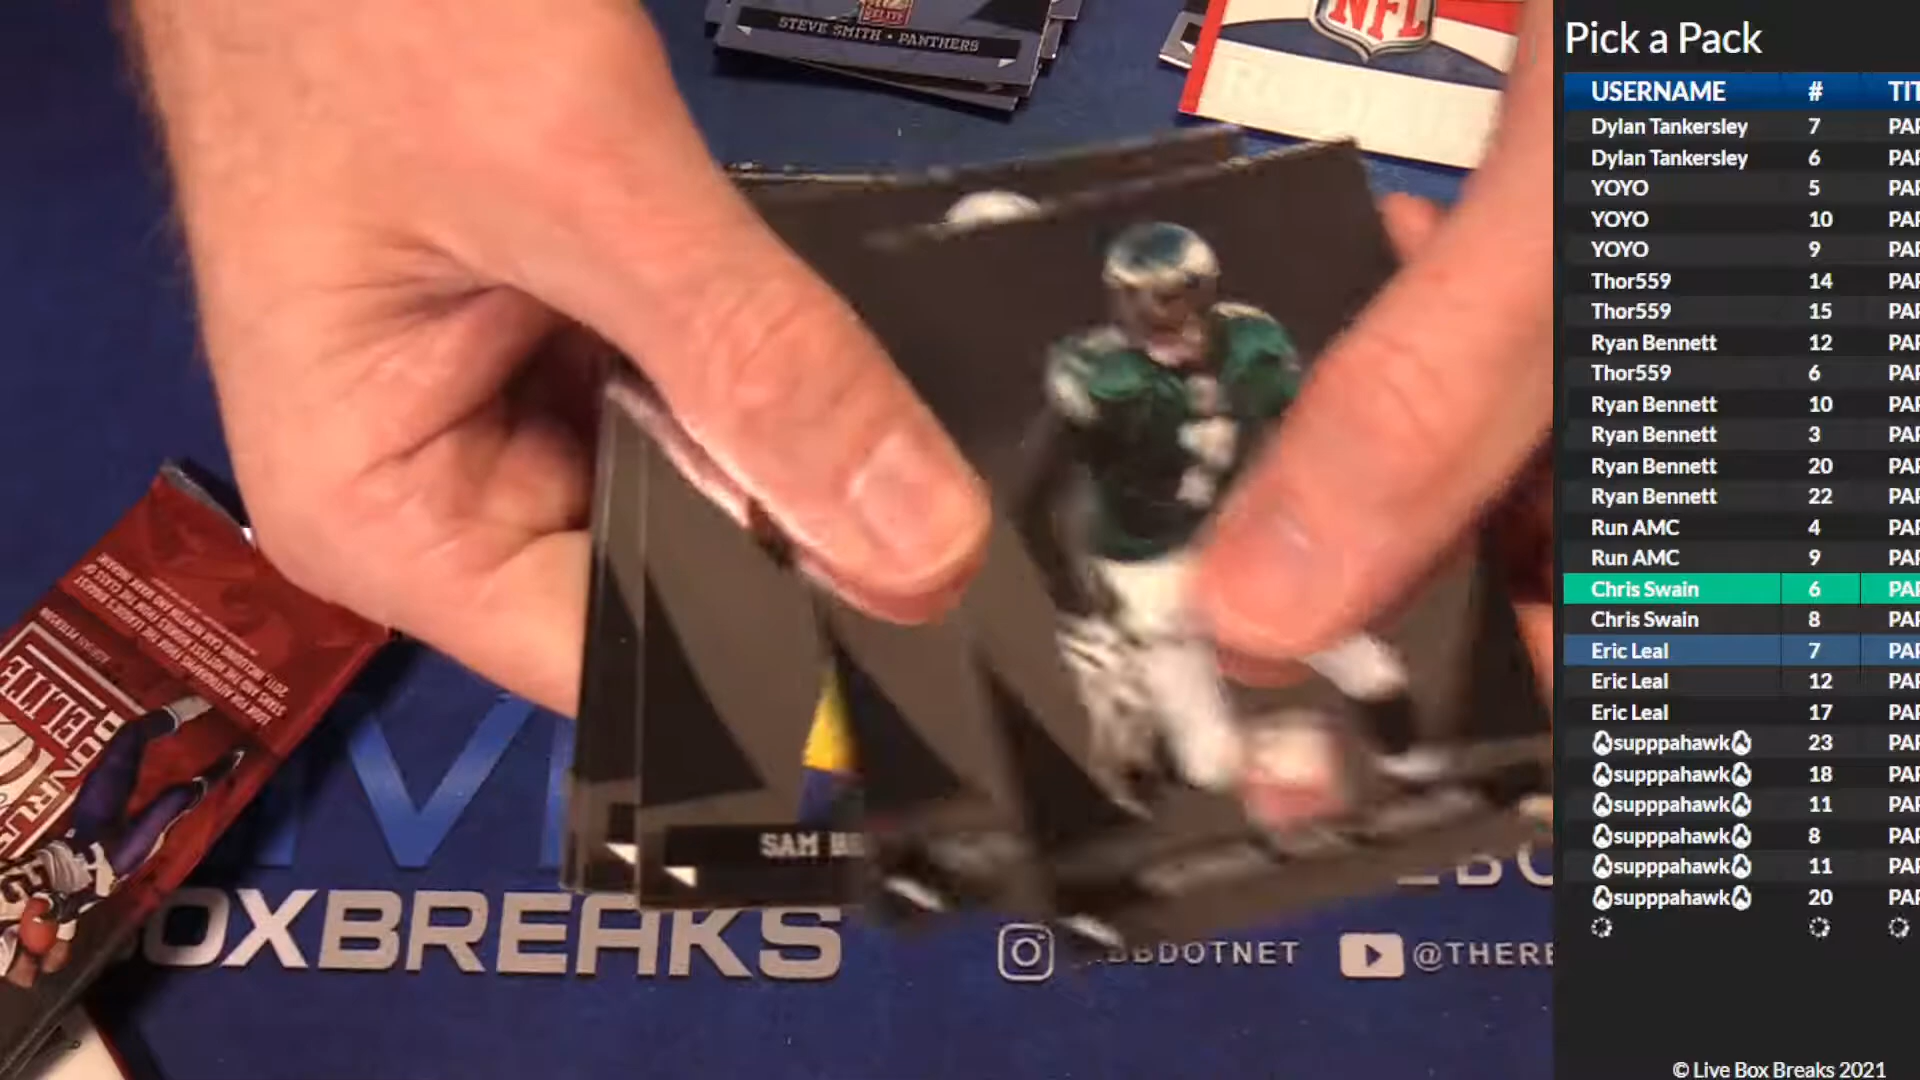 STEVE SMITH • PANTHERS
NFL
Pick a Pack
USERNAME #
Dylan Tankersley 7
Dylan Tankersley 6
YOYO 5
YOYO 10
YOYO 9
Thor559 14
Thor559 15
Ryan Bennett 12
Thor559 6
Ryan Bennett 10
Ryan Bennett 3
Ryan Bennett 20
Ryan Bennett 22
Run AMC 4
Run AMC 9
Chris Swain 6
Chris Swain 8
Eric Leal 7
Eric Leal 12
Eric Leal 17
supppahawk 23
supppahawk 18
supppahawk 11
supppahawk 8
supppahawk 11
supppahawk 20
ELITE
SAM
OXBREAKS
BDOTNET
@THERE
© Live Box Breaks 2021